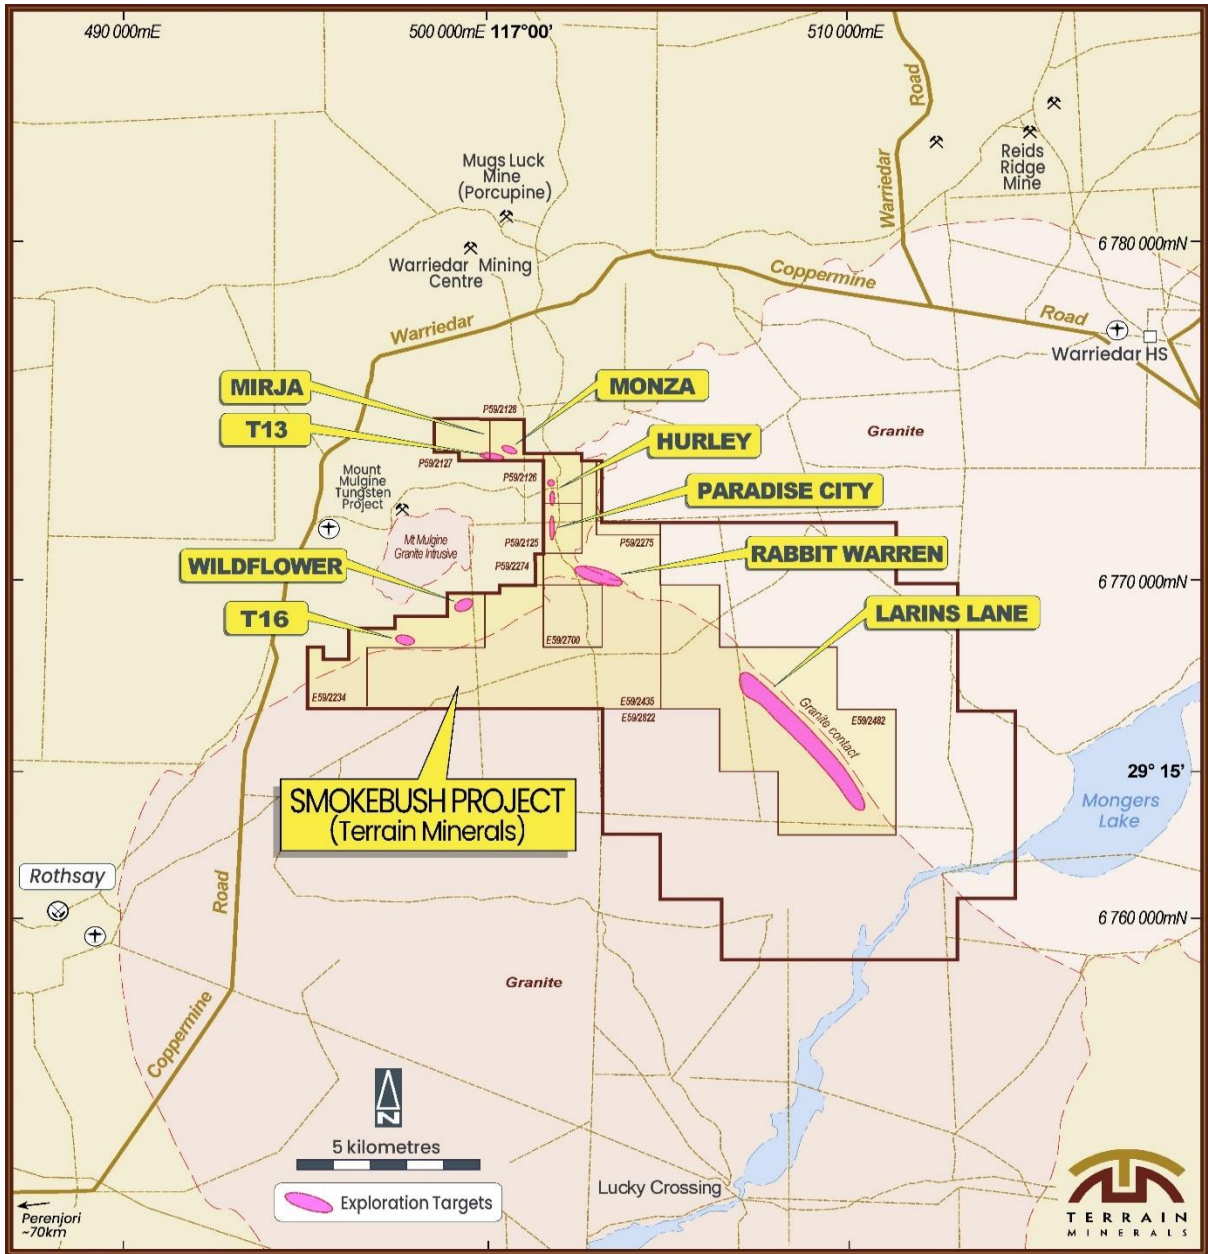 490 000mE
500 000mE 117°00'
510 000mE
Road
Warriedar
Reids
Ridge
Mine
Mugs Luck
Mine
(Porcupine)
Warriedar Mining
Centre
6 780 000mN
Coppermine
Road
Warriedar
Warriedar HS
MIRJA
MONZA
P59/2128
T13
HURLEY
Granite
P59/2127
P59/2126
Mount
Mulgine
Tungsten
Project
PARADISE CITY
Mt Mulgine
Granite Intrusive
P59/2125
P59/2275
RABBIT WARREN
WILDFLOWER
P59/2274
6 770 000mN
T16
LARINS LANE
E59/2700
E59/2234
E59/2435
E59/2822
E59/2482
Granite contact
SMOKEBUSH PROJECT
(Terrain Minerals)
29° 15'
Mongers
Lake
Rothsay
Road
6 760 000mN
Granite
Coppermine
N
5 kilometres
Exploration Targets
Lucky Crossing
Perenjori
~70km
TERRAIN
MINERALS